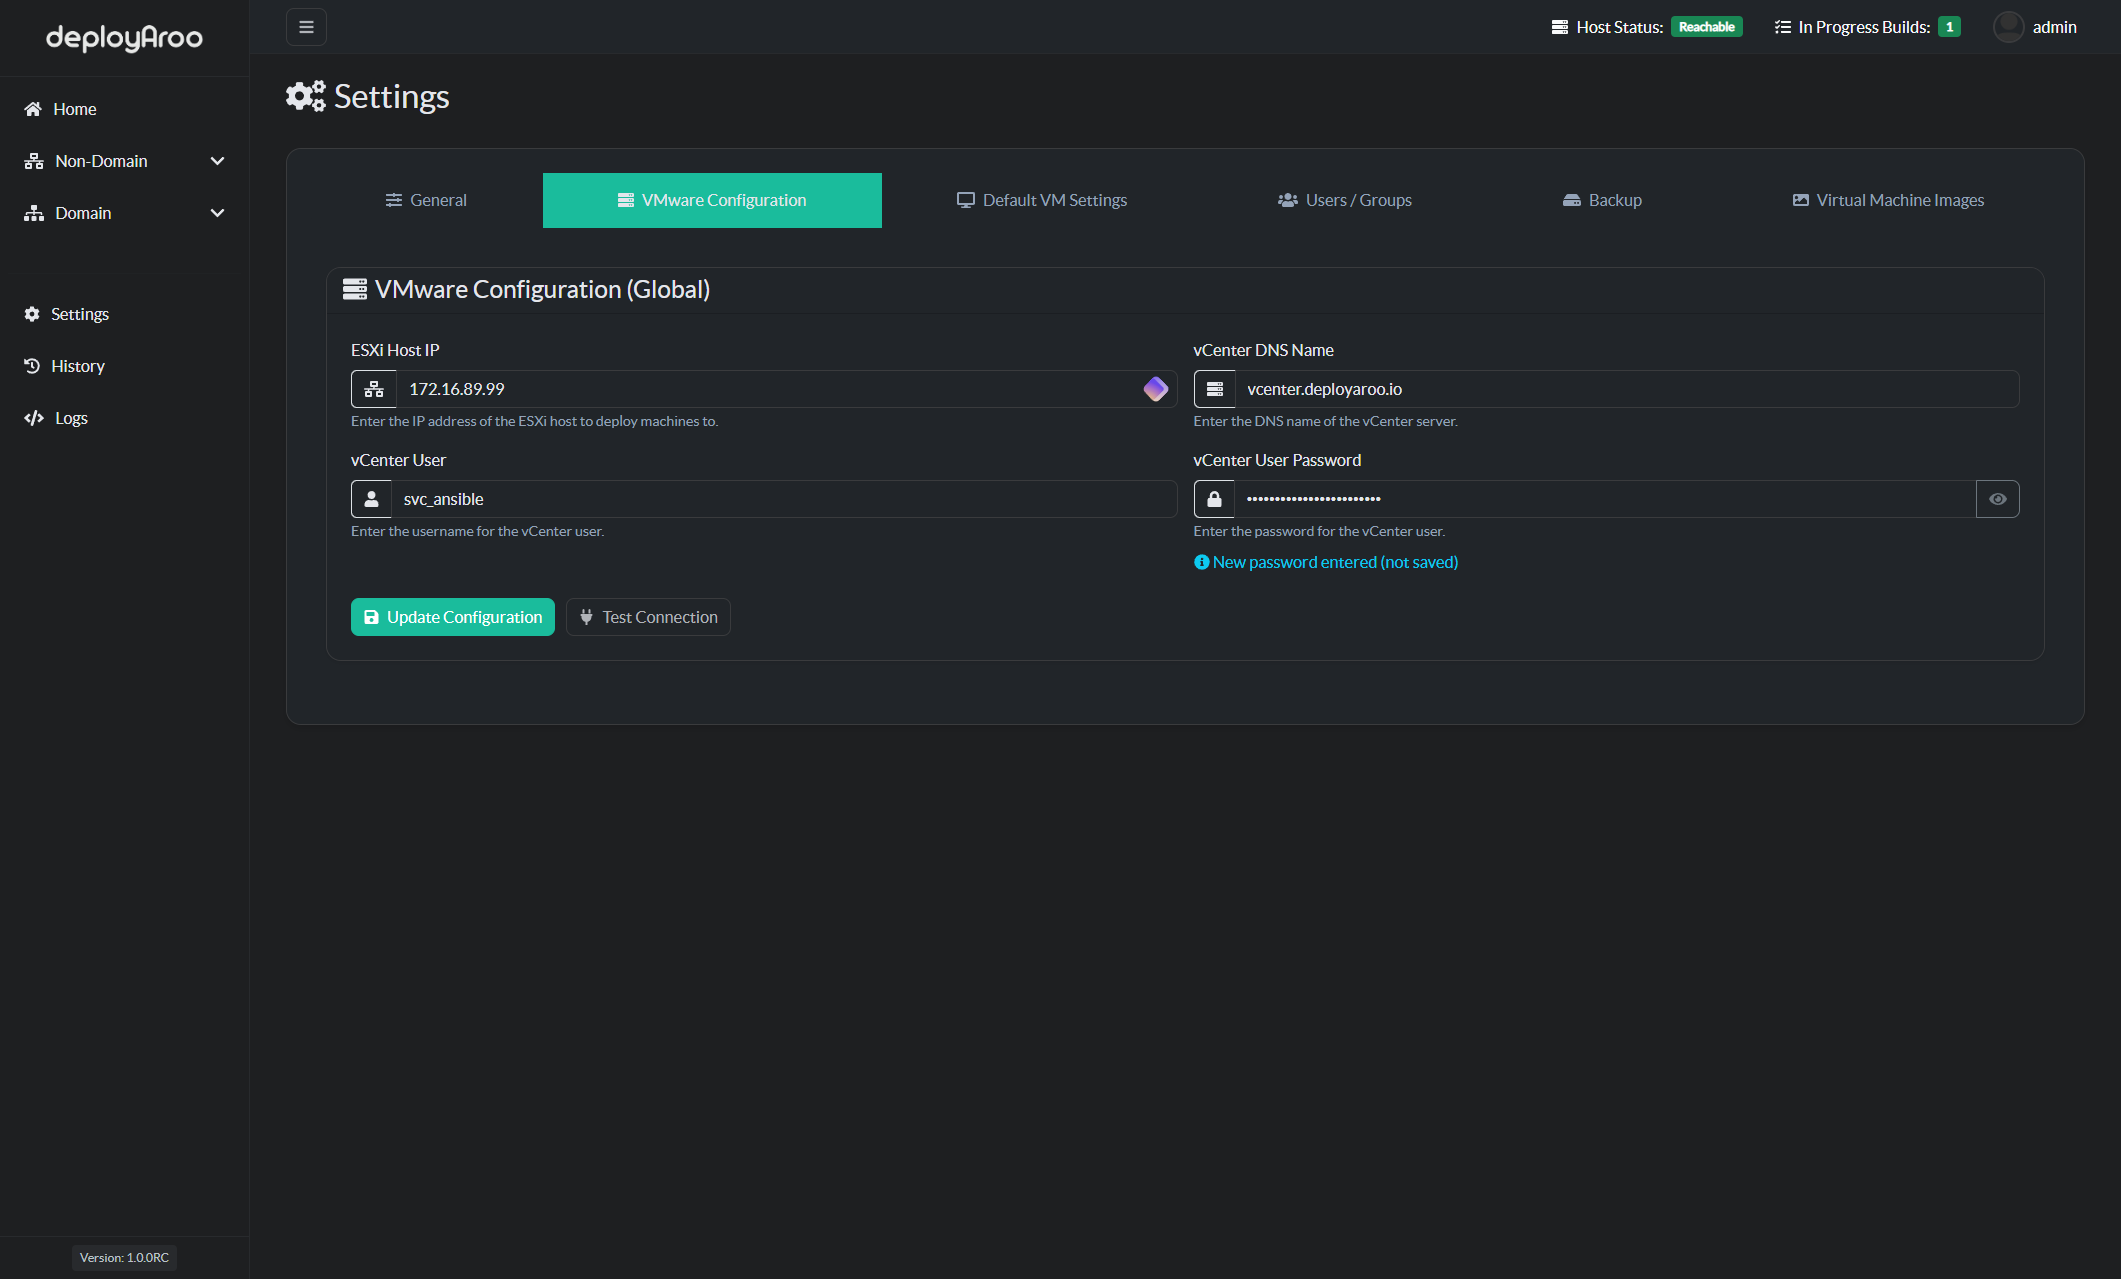 deployAroo
Host Status: Reachable
In Progress Builds: 1
admin
Home
Non-Domain
Domain
Settings
History
Logs
Settings
General
VMware Configuration
Default VM Settings
Users / Groups
Backup
Virtual Machine Images
VMware Configuration (Global)
ESXi Host IP
172.16.89.99
Enter the IP address of the ESXi host to deploy machines to.
vCenter DNS Name
vcenter.deployaroo.io
Enter the DNS name of the vCenter server.
vCenter User
svc_ansible
Enter the username for the vCenter user.
vCenter User Password
Enter the password for the vCenter user.
New password entered (not saved)
Update Configuration
Test Connection
Version: 1.0.0RC